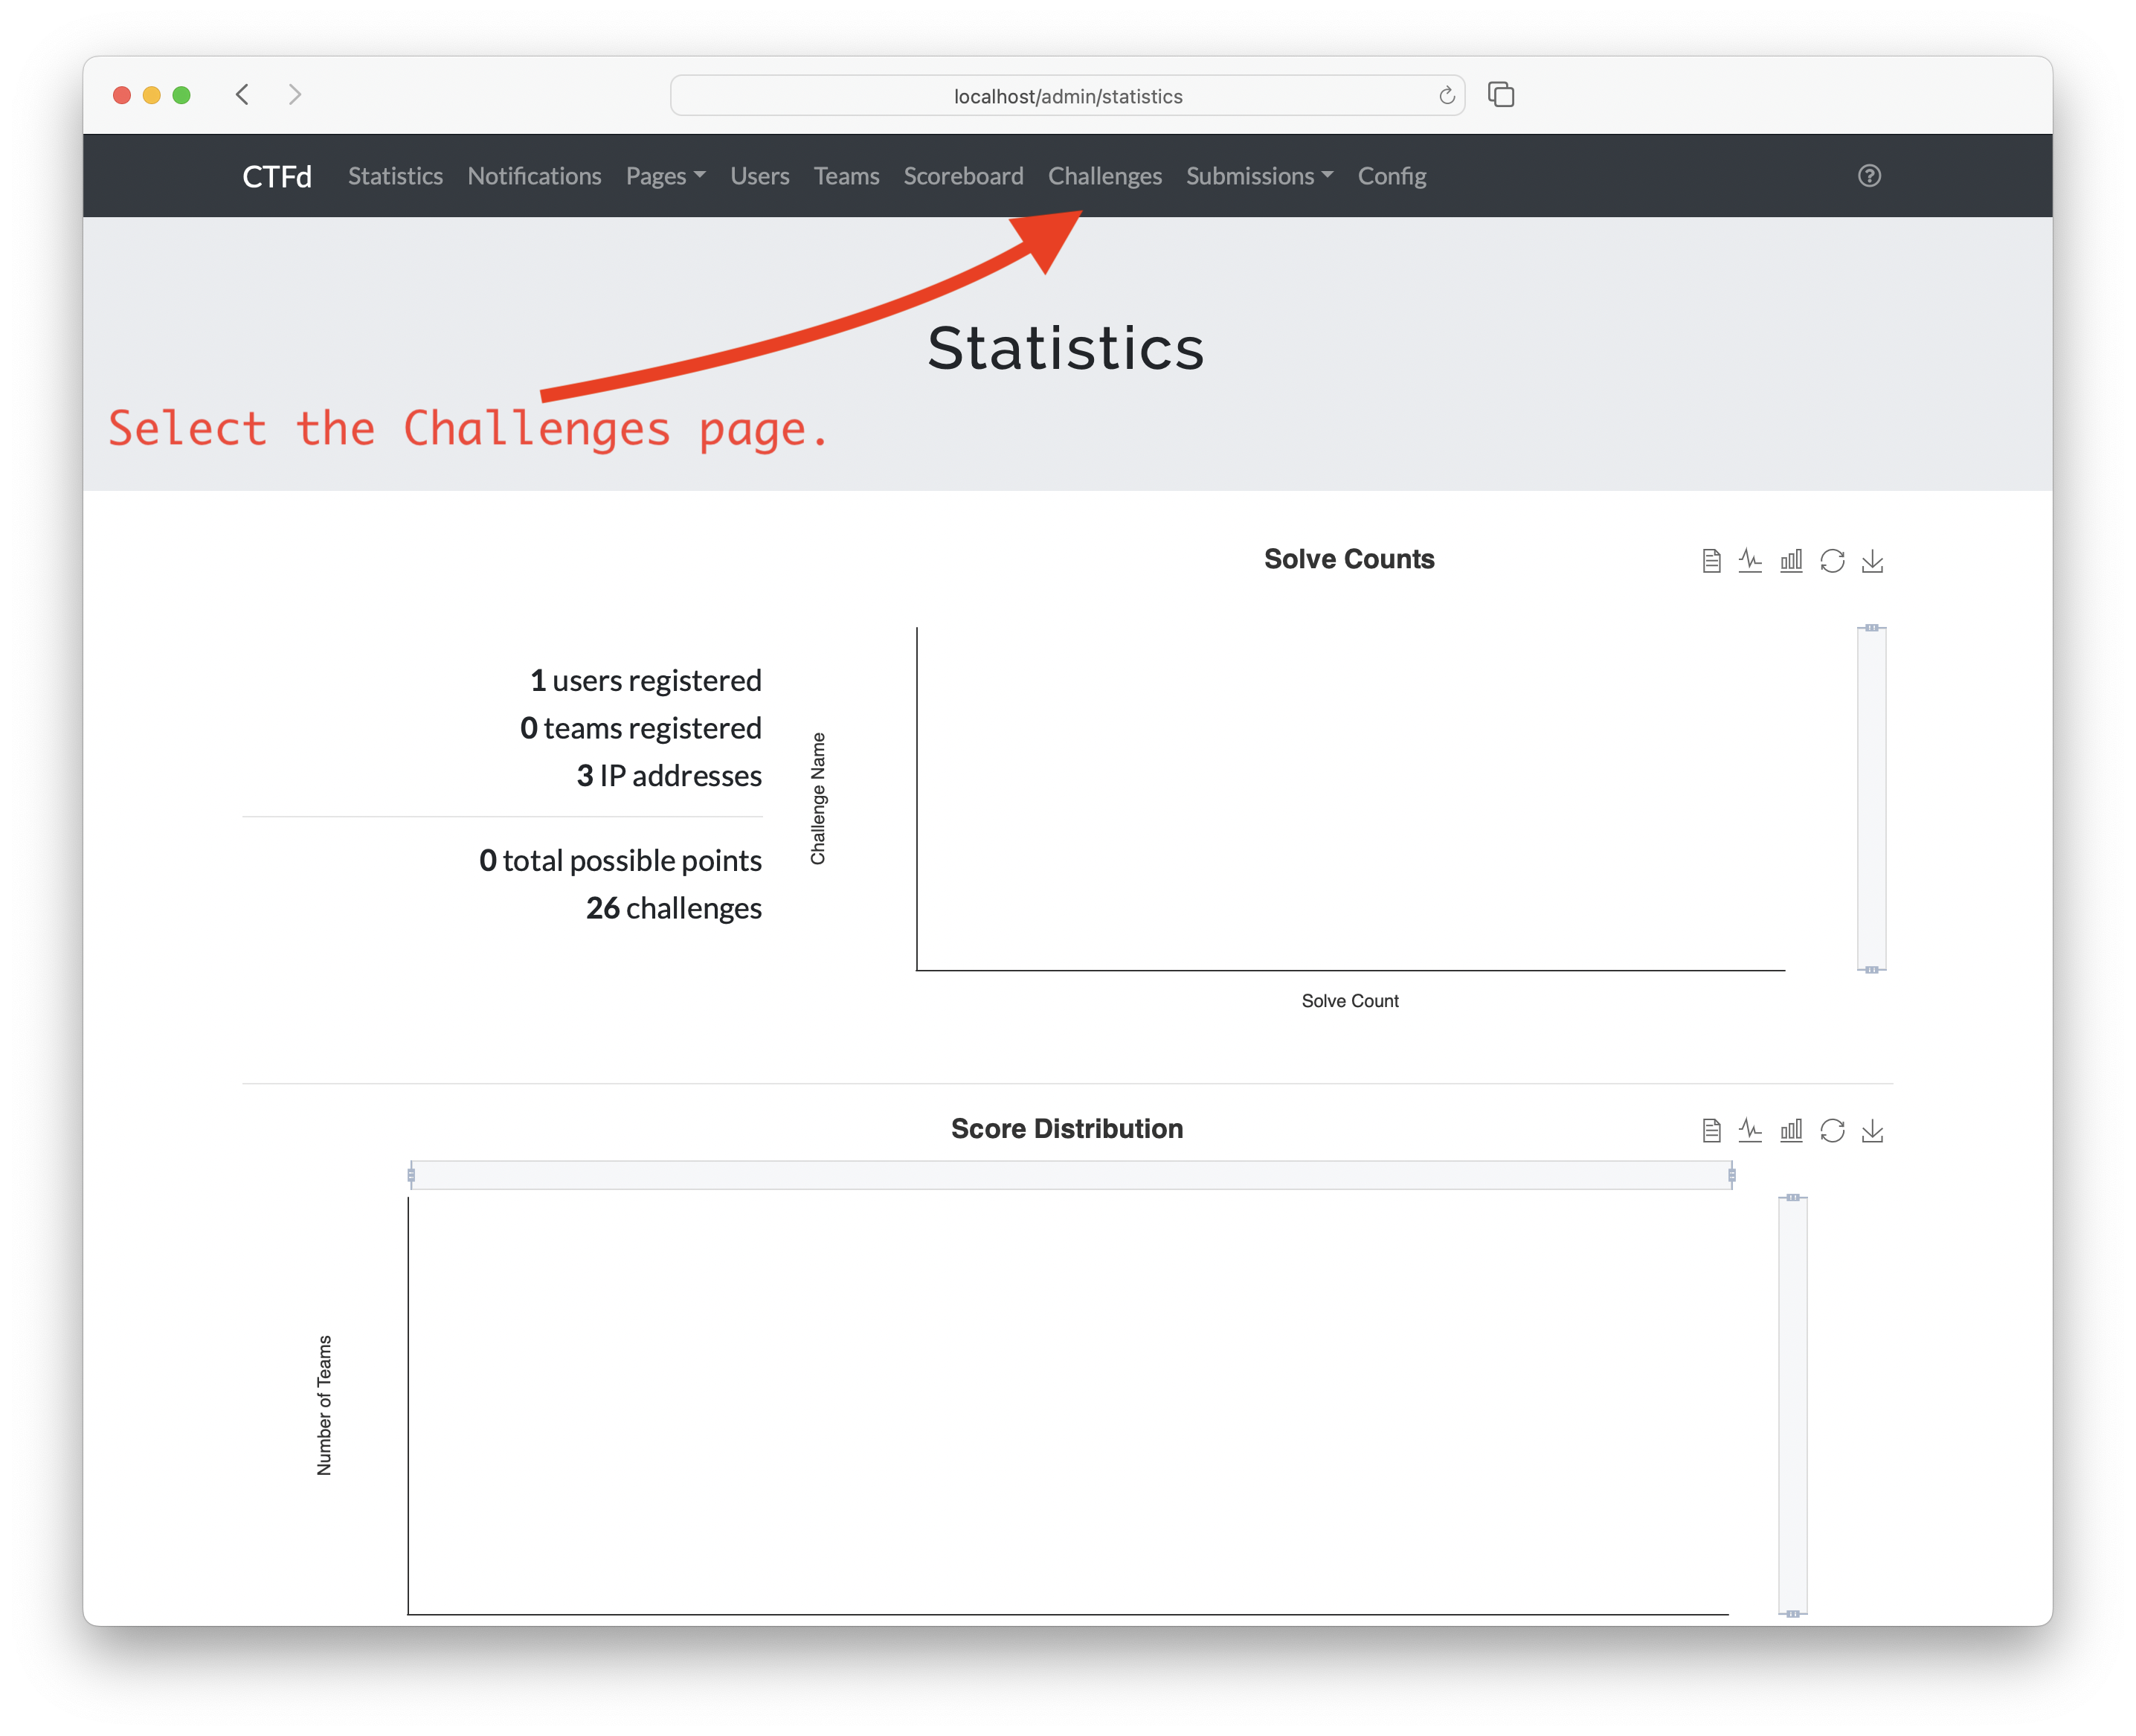 localhost/admin/statistics
CTFd Statistics Notifications Pages Users Teams Scoreboard Challenges Submissions Config
Statistics
Select the Challenges page.
Solve Counts
1 users registered
0 teams registered
3 IP addresses
0 total possible points
26 challenges
Challenge Name
Solve Count
Score Distribution
Number of Teams